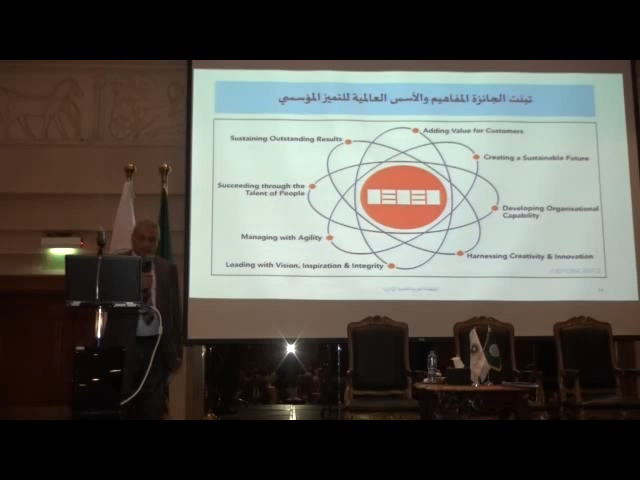 تبنت الجائزة المفاهيم والأسس العالمية للتميز المؤسسي
Adding Value for Customers
Sustaining Outstanding Results
Creating a Sustainable Future
Succeeding through the
Talent of People
Developing Organisational
Capability
Managing with Agility
Harnessing Creativity & Innovation
Leading with Vision, Inspiration & Integrity